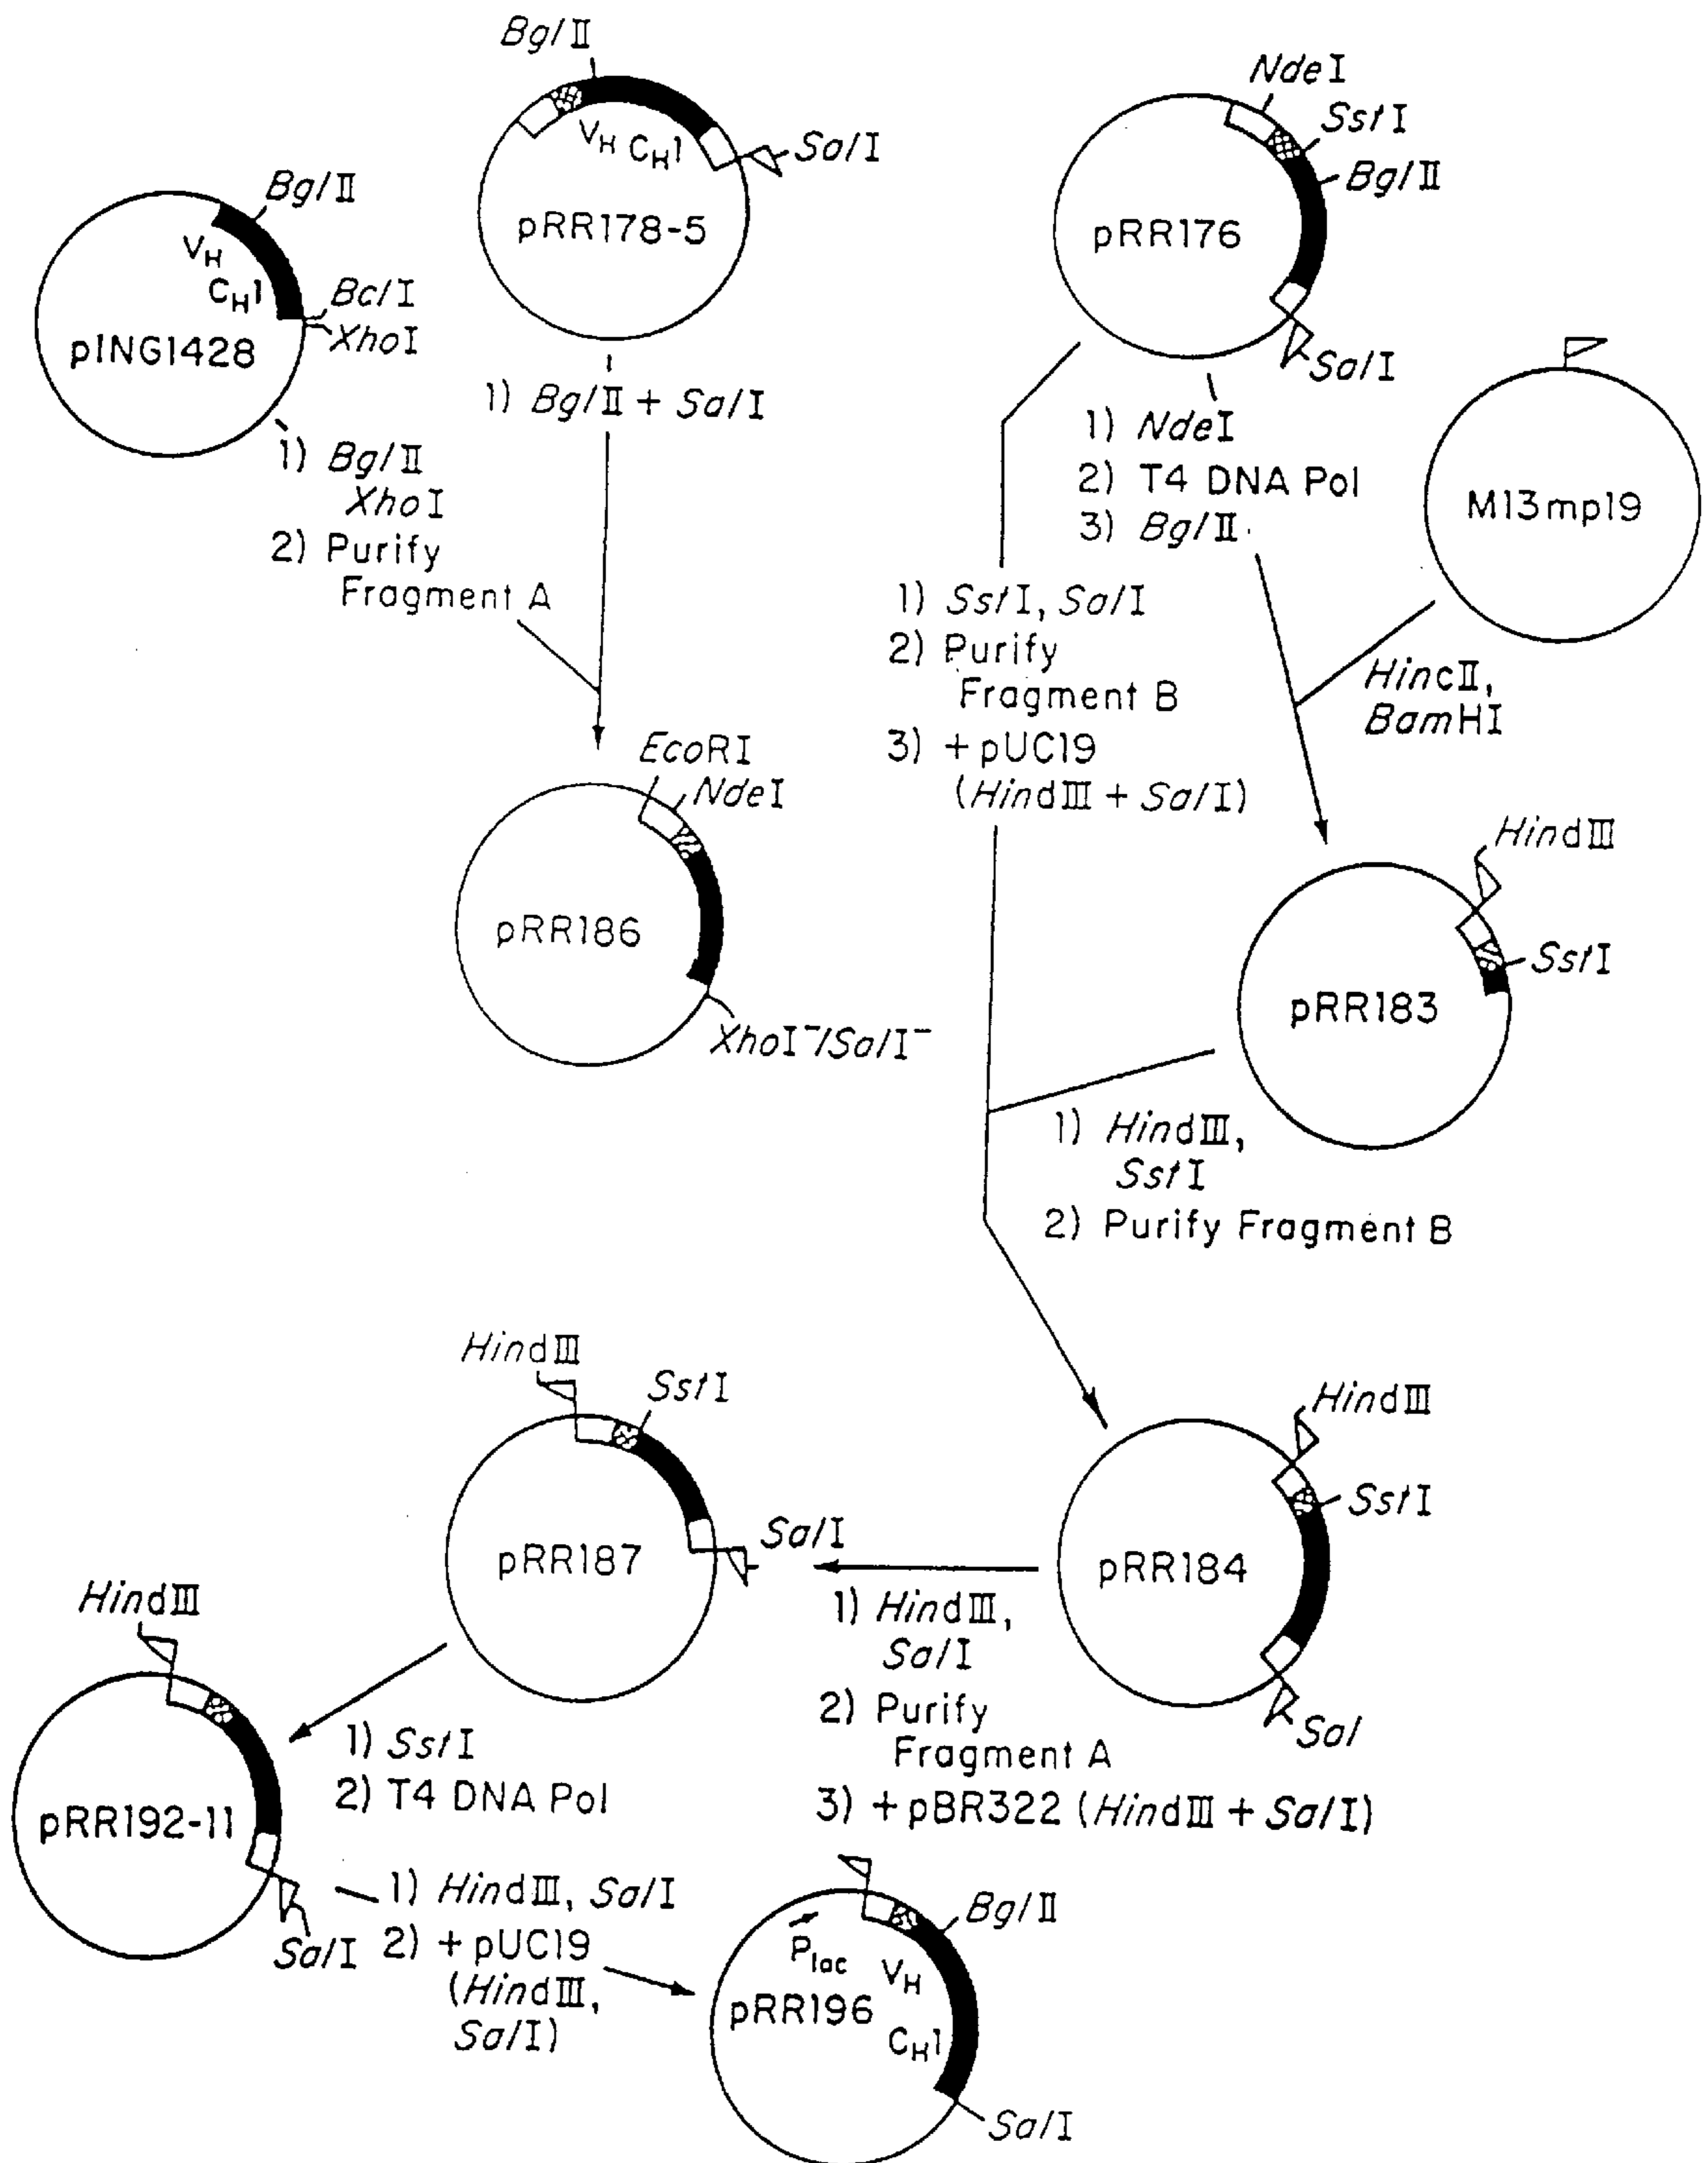 BglII
SalI
VH CH1
pRR178-5
NdeI
SstI
BglII
pRR176
SalI
BglII
VH
CH1
BclI
XhoI
pING1428
1) BglII + SalI
1) BglII
XhoI
2) Purify
Fragment A
1) NdeI
2) T4 DNA Pol
3) BglII
M13mp19
1) SstI, SalI
2) Purify
Fragment B
3) + pUC19
(HindIII + SalI)
HincII,
BamHI
EcoRI
NdeI
pRR186
XhoI⁻/SalI⁻
HindIII
SstI
pRR183
1) HindIII,
SstI
2) Purify Fragment B
HindIII
SstI
pRR187
SalI
HindIII
SstI
pRR184
Sal
1) HindIII,
SalI
2) Purify
Fragment A
3) + pBR322 (HindIII + SalI)
HindIII
pRR192-11
SalI
1) SstI
2) T4 DNA Pol
1) HindIII, SalI
2) + pUC19
(HindIII,
SalI)
BglII
Plac
VH
pRR196
CH1
SalI